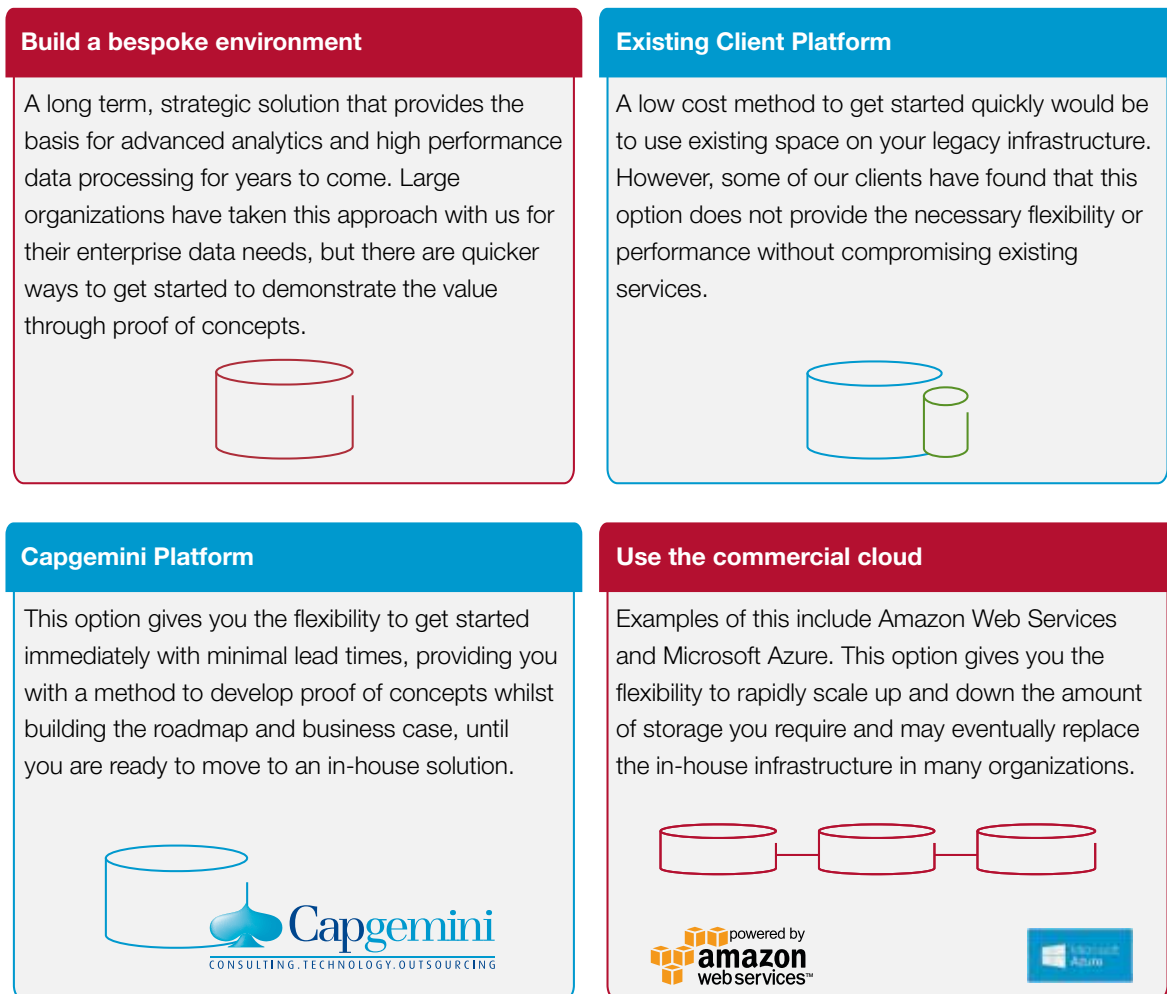 Build a bespoke environment
A long term, strategic solution that provides the
basis for advanced analytics and high performance
data processing for years to come. Large
organizations have taken this approach with us for
their enterprise data needs, but there are quicker
ways to get started to demonstrate the value
through proof of concepts.
Existing Client Platform
A low cost method to get started quickly would be
to use existing space on your legacy infrastructure.
However, some of our clients have found that this
option does not provide the necessary flexibility or
performance without compromising existing
services.
Capgemini Platform
This option gives you the flexibility to get started
immediately with minimal lead times, providing you
with a method to develop proof of concepts whilst
building the roadmap and business case, until
you are ready to move to an in-house solution.
Capgemini
CONSULTING.TECHNOLOGY.OUTSOURCING
Use the commercial cloud
Examples of this include Amazon Web Services
and Microsoft Azure. This option gives you the
flexibility to rapidly scale up and down the amount
of storage you require and may eventually replace
the in-house infrastructure in many organizations.
powered by
amazon
webservices™
Microsoft
Azure